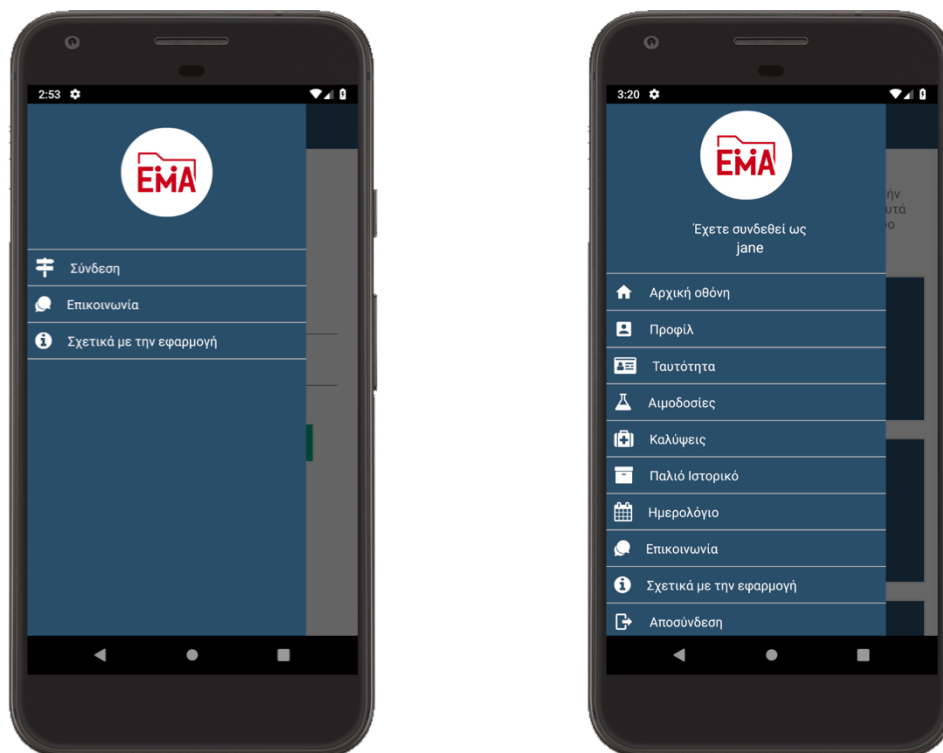 2:53
EMA
Σύνδεση
Επικοινωνία
Σχετικά με την εφαρμογή
3:20
EMA
Έχετε συνδεθεί ως
jane
Αρχική οθόνη
Προφίλ
Ταυτότητα
Αιμοδοσίες
Καλύψεις
Παλιό Ιστορικό
Ημερολόγιο
Επικοινωνία
Σχετικά με την εφαρμογή
Αποσύνδεση